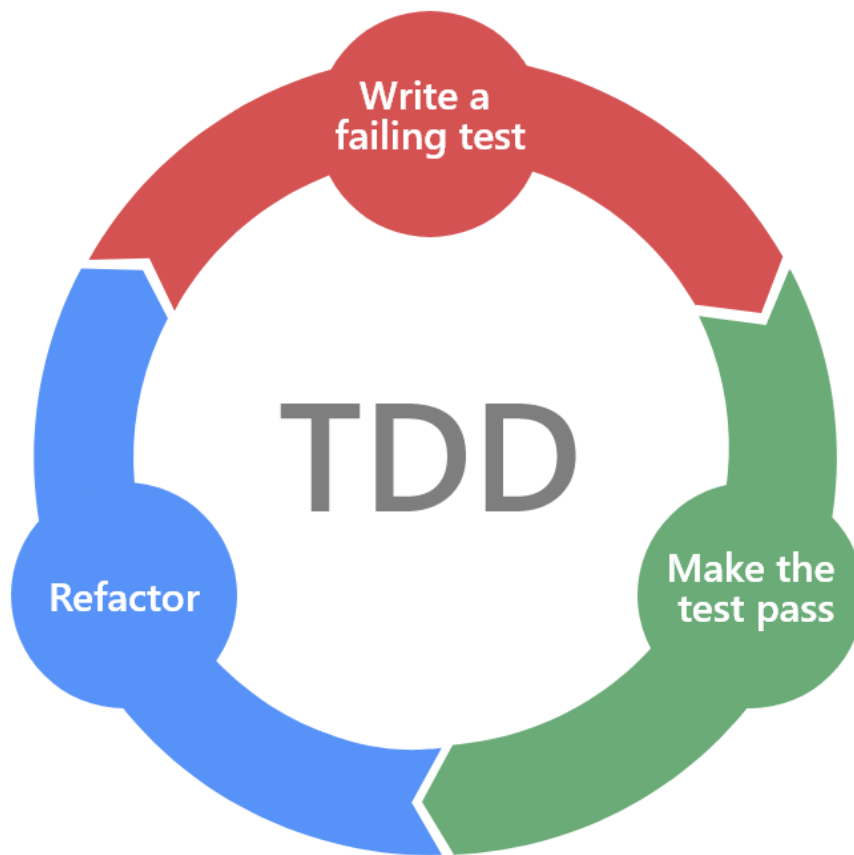 Write a
failing test
TDD
Make the
test pass
Refactor